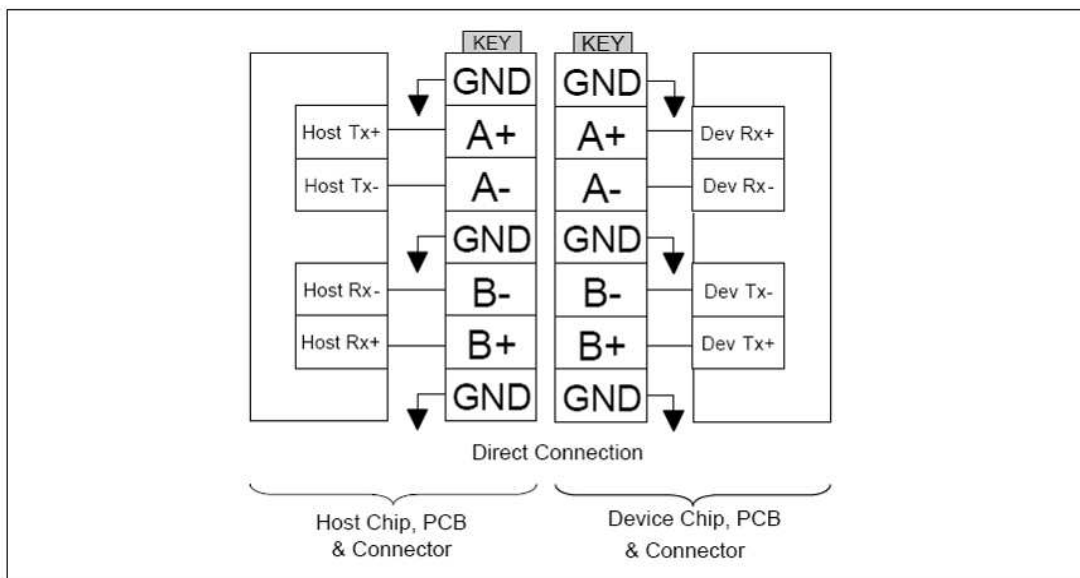 KEY KEY
GND GND
Host Tx+ A+ A+ Dev Rx+
Host Tx- A- A- Dev Rx-
GND GND
Host Rx- B- B- Dev Tx-
Host Rx+ B+ B+ Dev Tx+
GND GND
Direct Connection
Host Chip, PCB
& Connector
Device Chip, PCB
& Connector